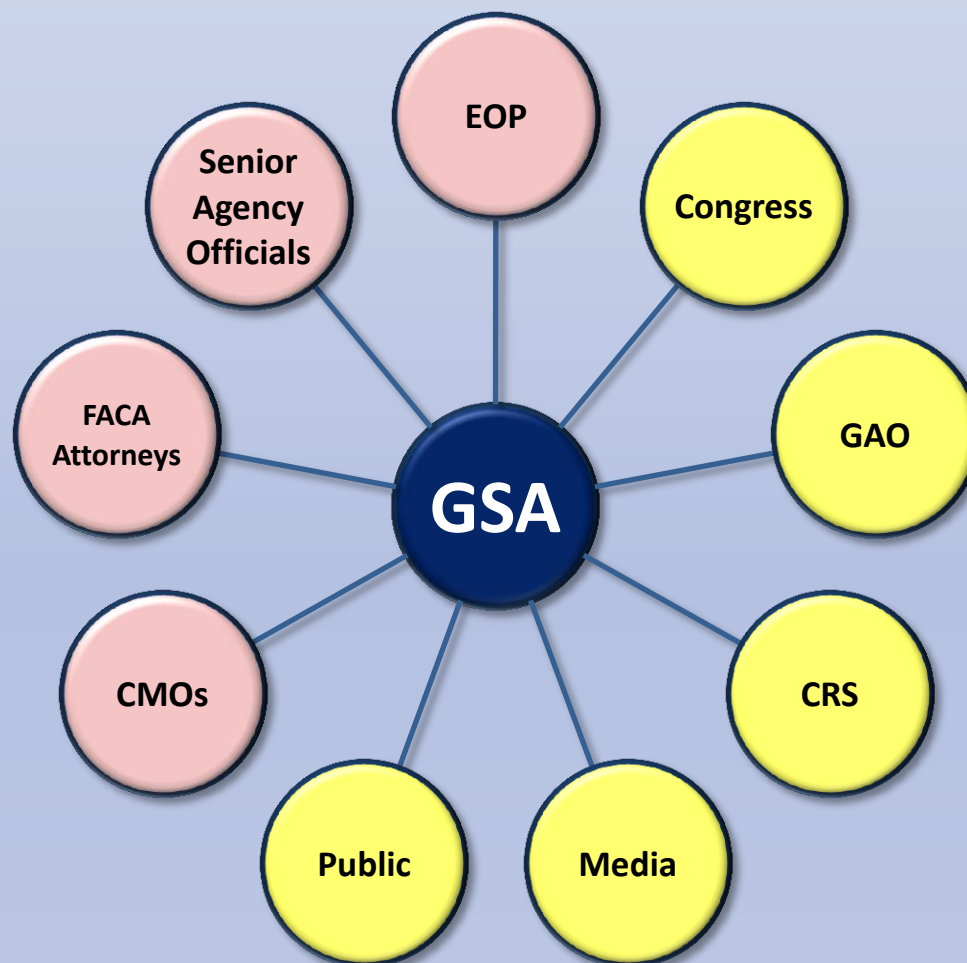 EOP
Senior
Agency
Officials
Congress
FACA
Attorneys
GAO
GSA
CMOs
CRS
Public
Media